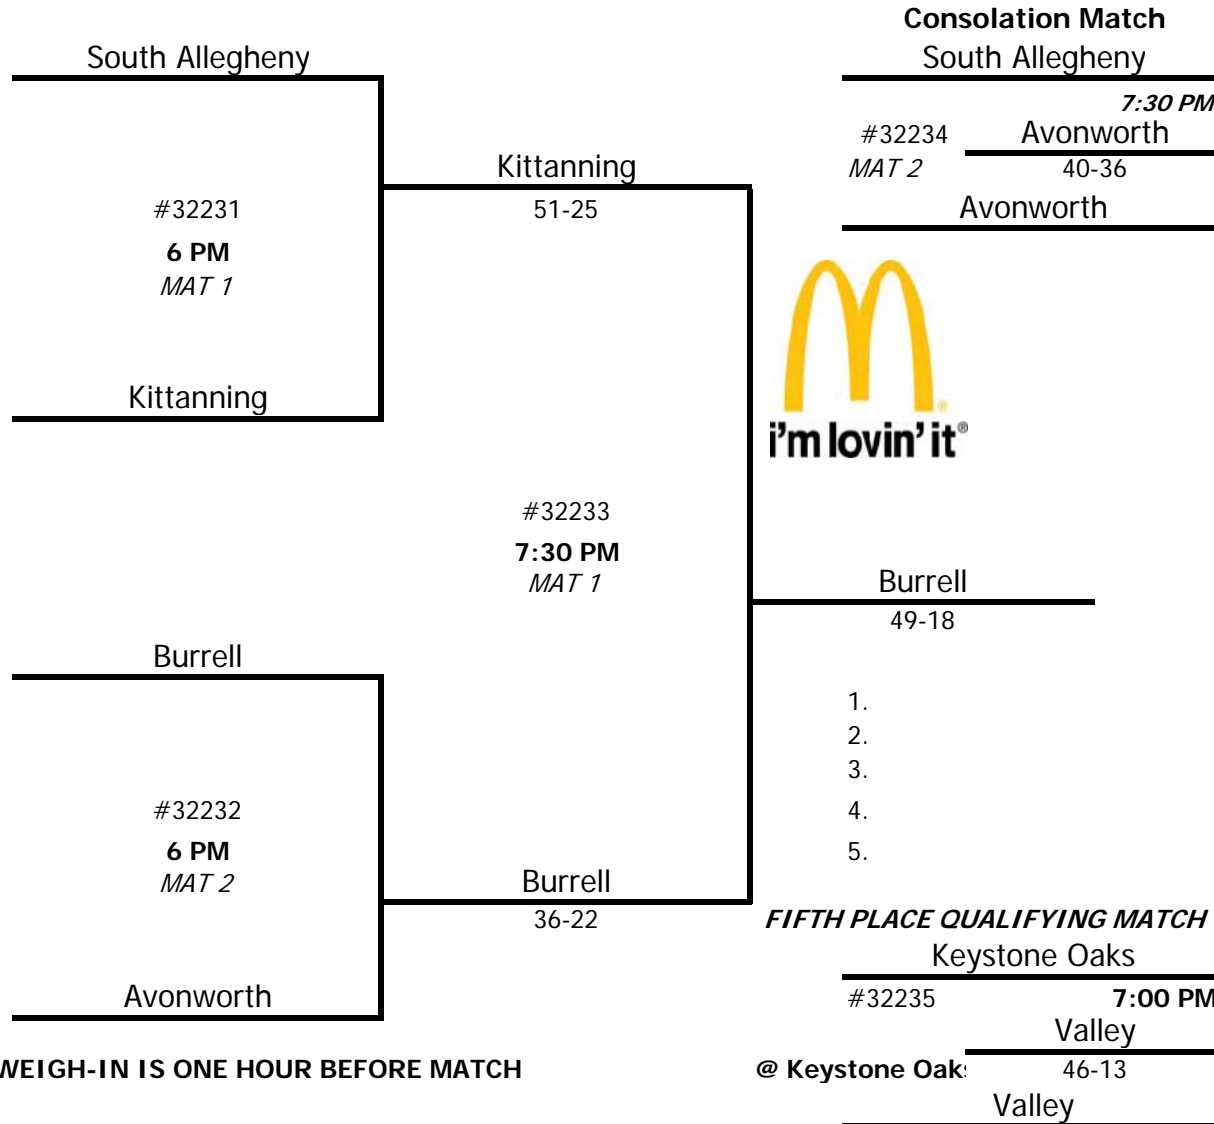 Consolation Match
South Allegheny
South Allegheny
7:30 PM
#32234
Avonworth
MAT 2
40-36
Avonworth
Kittanning
51-25
#32231
6 PM
MAT 1
Kittanning
i'm lovin' it®
#32233
7:30 PM
MAT 1
Burrell
49-18
Burrell
1.
2.
3.
4.
5.
#32232
6 PM
MAT 2
Burrell
36-22
Avonworth
FIFTH PLACE QUALIFYING MATCH
Keystone Oaks
#32235
7:00 PM
Valley
WEIGH-IN IS ONE HOUR BEFORE MATCH
@ Keystone Oaks
46-13
Valley